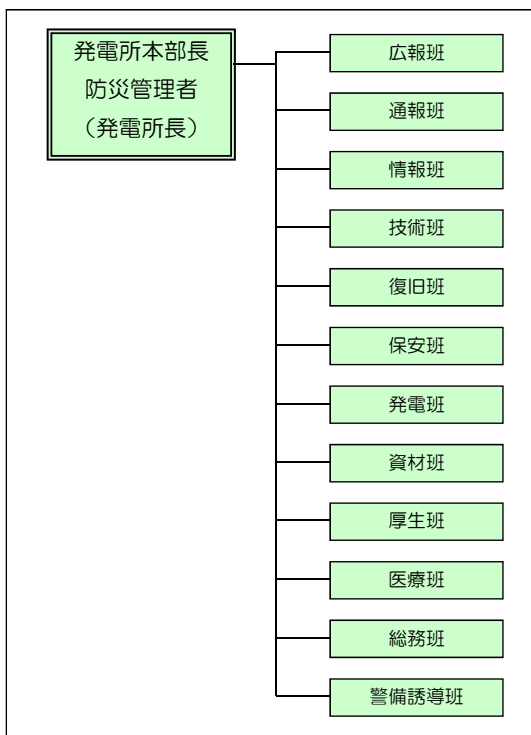 発電所本部長
防災管理者
（発電所長）
広報班
通報班
情報班
技術班
復旧班
保安班
発電班
資材班
厚生班
医療班
総務班
警備誘導班